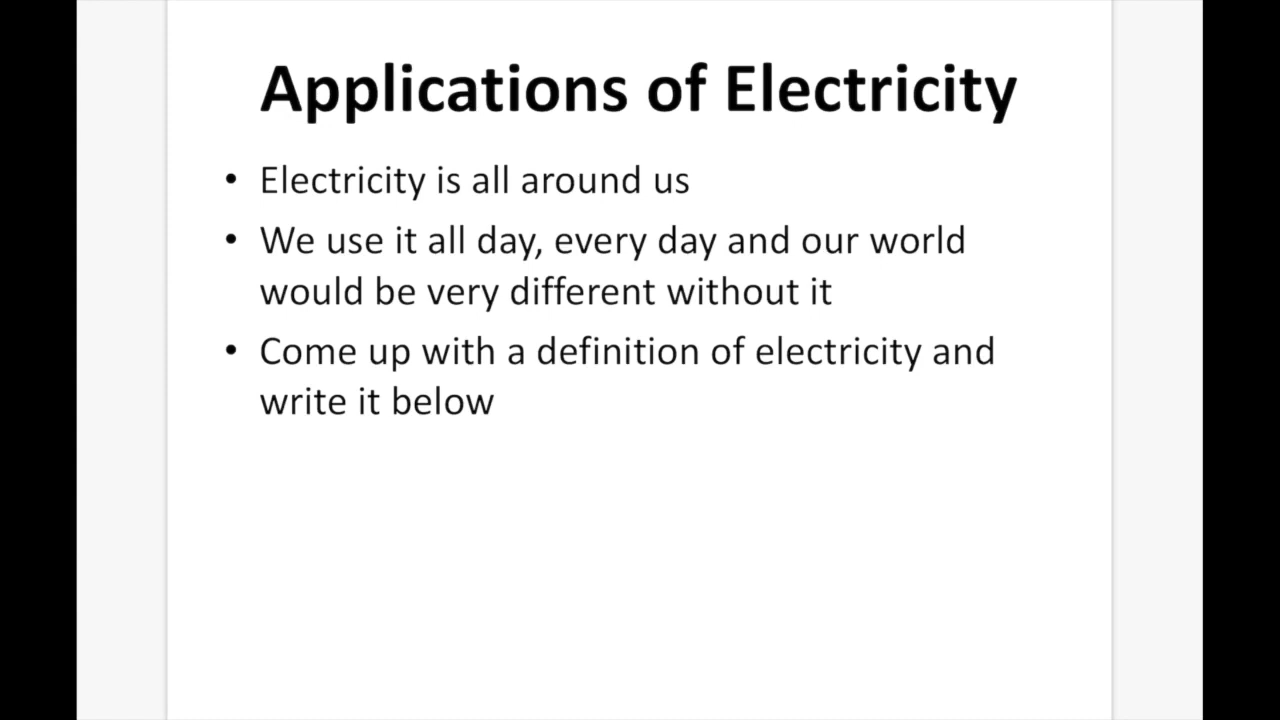 Applications of Electricity
• Electricity is all around us
• We use it all day, every day and our world
would be very different without it
• Come up with a definition of electricity and
write it below